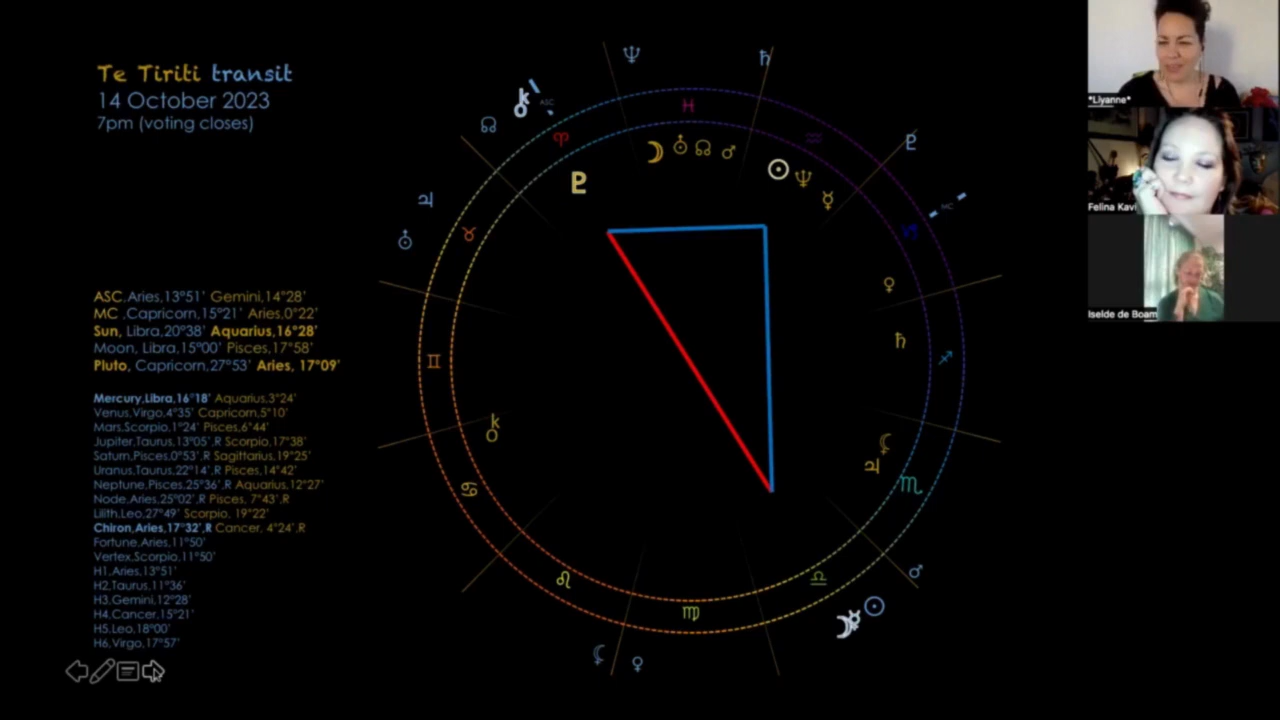 Te Tiriti transit
14 October 2023
7pm (voting closes)
ASC,Aries,13°51' Gemini,14°28'
MC ,Capricorn,15°21' Aries,0°22'
Sun, Libra,20°38' Aquarius,16°28'
Moon, Libra,15°00' Pisces,17°58'
Pluto, Capricorn,27°53' Aries, 17°09'
Mercury,Libra,16°18' Aquarius,3°24'
Venus,Virgo,4°35' Capricorn,5°10'
Mars,Scorpio,1°24' Pisces,6°44'
Jupiter,Taurus,13°05',R Scorpio,17°38'
Saturn,Pisces,0°53',R Sagittarius,19°25'
Uranus,Taurus,22°14',R Pisces,14°42'
Neptune,Pisces,25°36',R Aquarius,12°27'
Node,Aries,25°02',R Pisces, 7°43',R
Lilith,Leo,27°49' Scorpio, 19°22'
Chiron,Aries,17°32',R Cancer, 4°24',R
Fortune,Aries,11°50'
Vertex,Scorpio,11°50'
H1,Aries,13°51'
H2,Taurus,11°36'
H3,Gemini,12°28'
H4,Cancer,15°21'
H5,Leo,18°00'
H6,Virgo,17°57'
ASC
MC
*Liyanne*
Felina Kavi
Iselde de Boam